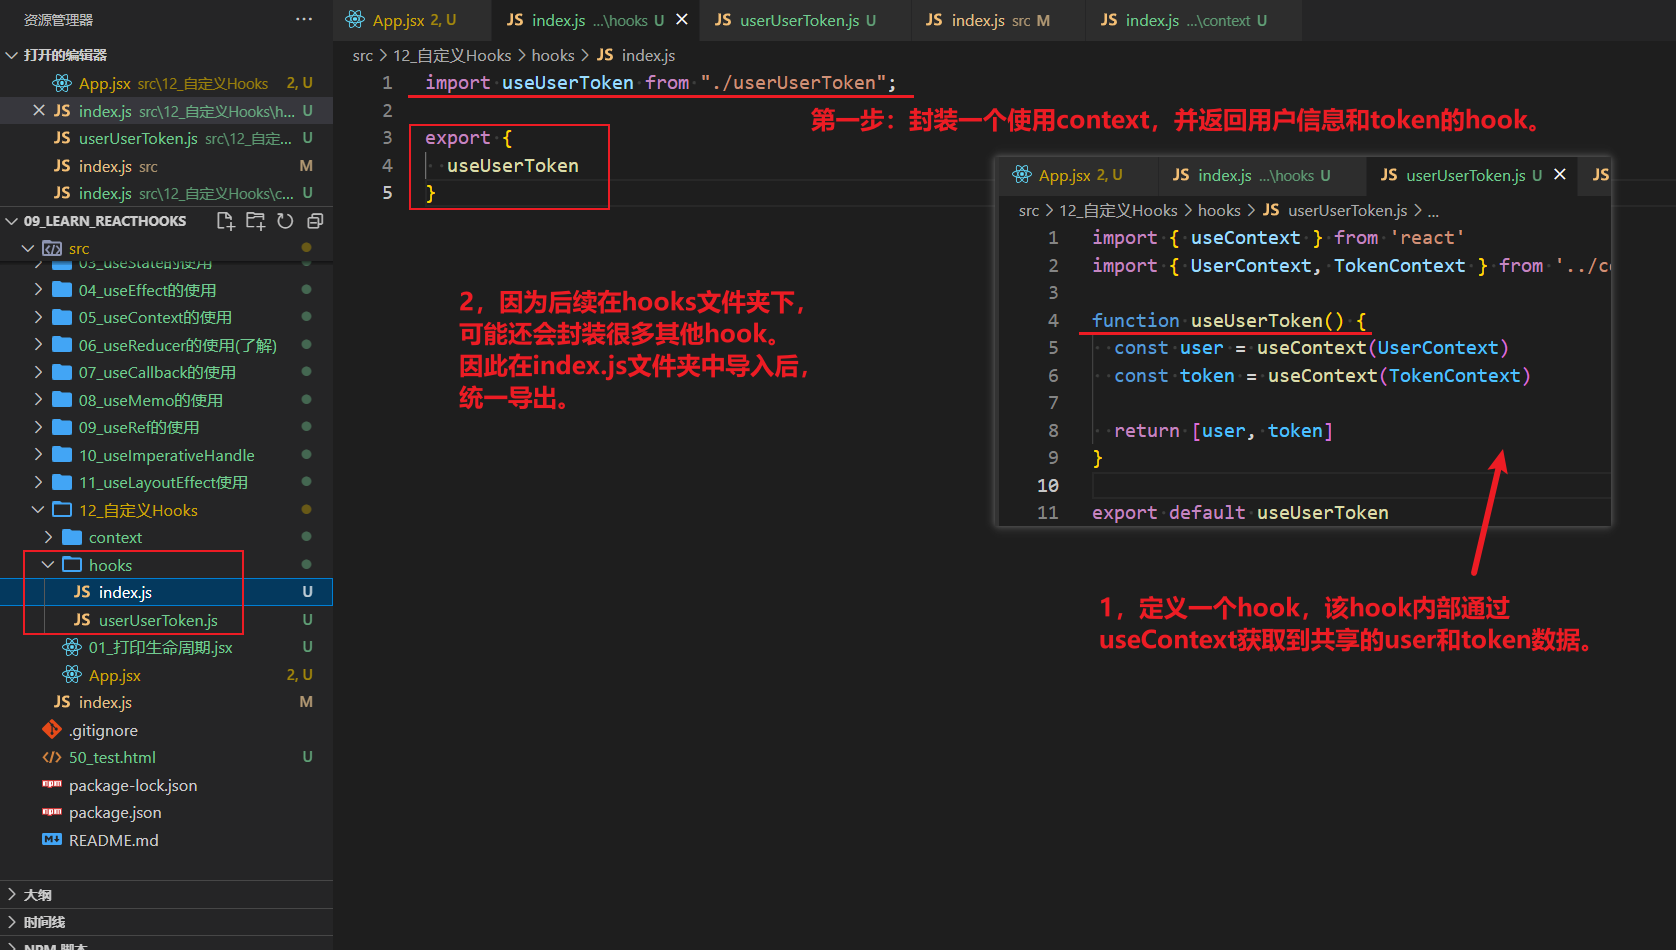 资源管理器 ···
打开的编辑器
App.jsx src\12_自定义Hooks 2, U
JS index.js src\12_自定义Hooks\h... U
JS userUserToken.js src\12_自定... U
JS index.js src M
JS index.js src\12_自定义Hooks\c... U
09_LEARN_REACTHOOKS
src
03_useState的使用
04_useEffect的使用
05_useContext的使用
06_useReducer的使用(了解)
07_useCallback的使用
08_useMemo的使用
09_useRef的使用
10_useImperativeHandle
11_useLayoutEffect使用
12_自定义Hooks
context
hooks
JS index.js U
JS userUserToken.js U
01_打印生命周期.jsx U
App.jsx 2, U
JS index.js M
.gitignore
50_test.html U
npm package-lock.json
npm package.json
README.md
大纲
时间线
NPM 脚本
App.jsx 2, U JS index.js ...\hooks U JS userUserToken.js U JS index.js src M JS index.js ...\context U
src > 12_自定义Hooks > hooks > JS index.js
1 import useUserToken from "./userUserToken";
2
3 export {
4 useUserToken
5 }
第一步：封装一个使用context，并返回用户信息和token的hook。
2，因为后续在hooks文件夹下，
可能还会封装很多其他hook。
因此在index.js文件夹中导入后，
统一导出。
App.jsx 2, U JS index.js ...\hooks U JS userUserToken.js U JS
src > 12_自定义Hooks > hooks > JS userUserToken.js > ...
1 import { useContext } from 'react'
2 import { UserContext, TokenContext } from '../c
3
4 function useUserToken() {
5 const user = useContext(UserContext)
6 const token = useContext(TokenContext)
7
8 return [user, token]
9 }
10
11 export default useUserToken
1，定义一个hook，该hook内部通过
useContext获取到共享的user和token数据。